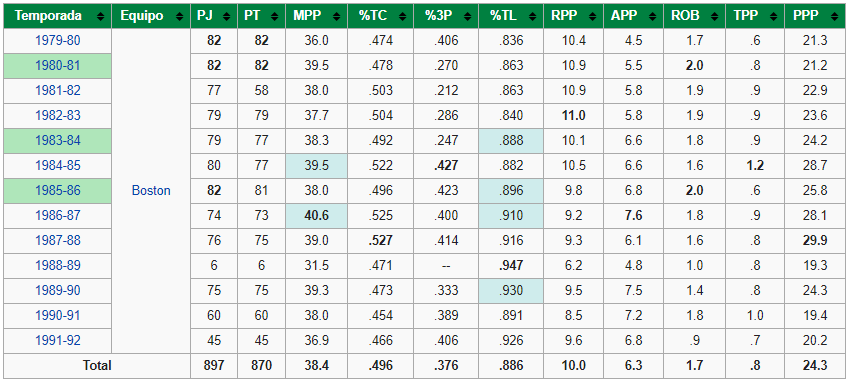 Temporada Equipo PJ PT MPP %TC %3P %TL RPP APP ROB TPP PPP
1979-80 82 82 36.0 .474 .406 .836 10.4 4.5 1.7 .6 21.3
1980-81 82 82 39.5 .478 .270 .863 10.9 5.5 2.0 .8 21.2
1981-82 77 58 38.0 .503 .212 .863 10.9 5.8 1.9 .9 22.9
1982-83 79 79 37.7 .504 .286 .840 11.0 5.8 1.9 .9 23.6
1983-84 79 77 38.3 .492 .247 .888 10.1 6.6 1.8 .9 24.2
1984-85 80 77 39.5 .522 .427 .882 10.5 6.6 1.6 1.2 28.7
1985-86 Boston 82 81 38.0 .496 .423 .896 9.8 6.8 2.0 .6 25.8
1986-87 74 73 40.6 .525 .400 .910 9.2 7.6 1.8 .9 28.1
1987-88 76 75 39.0 .527 .414 .916 9.3 6.1 1.6 .8 29.9
1988-89 6 6 31.5 .471 -- .947 6.2 4.8 1.0 .8 19.3
1989-90 75 75 39.3 .473 .333 .930 9.5 7.5 1.4 .8 24.3
1990-91 60 60 38.0 .454 .389 .891 8.5 7.2 1.8 1.0 19.4
1991-92 45 45 36.9 .466 .406 .926 9.6 6.8 .9 .7 20.2
Total 897 870 38.4 .496 .376 .886 10.0 6.3 1.7 .8 24.3